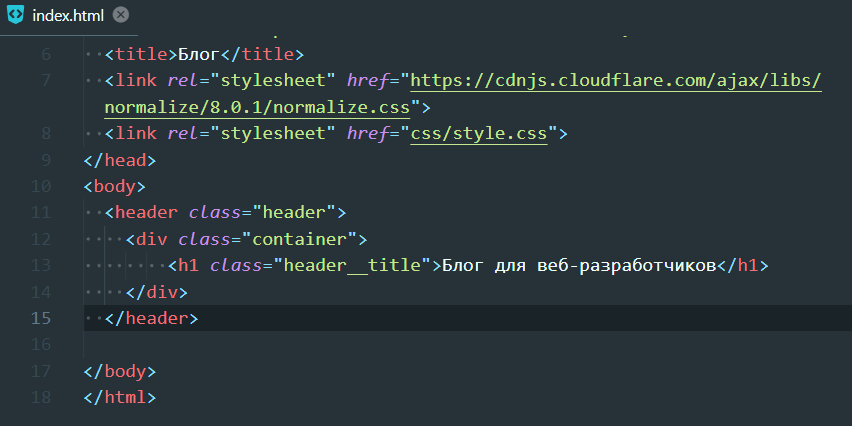 index.html
6 <title>Блог</title>
7 <link rel="stylesheet" href="https://cdnjs.cloudflare.com/ajax/libs/
normalize/8.0.1/normalize.css">
8 <link rel="stylesheet" href="css/style.css">
9 </head>
10 <body>
11 <header class="header">
12 <div class="container">
13 <h1 class="header__title">Блог для веб-разработчиков</h1>
14 </div>
15 </header>
16
17 </body>
18 </html>